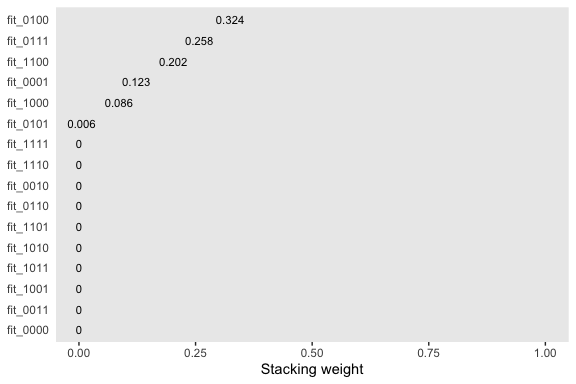 fit_0100 0.324
fit_0111 0.258
fit_1100 0.202
fit_0001 0.123
fit_1000 0.086
fit_0101 0.006
fit_1111 0
fit_1110 0
fit_0010 0
fit_0110 0
fit_1101 0
fit_1010 0
fit_1011 0
fit_1001 0
fit_0011 0
fit_0000 0
0.00 0.25 0.50 0.75 1.00
Stacking weight